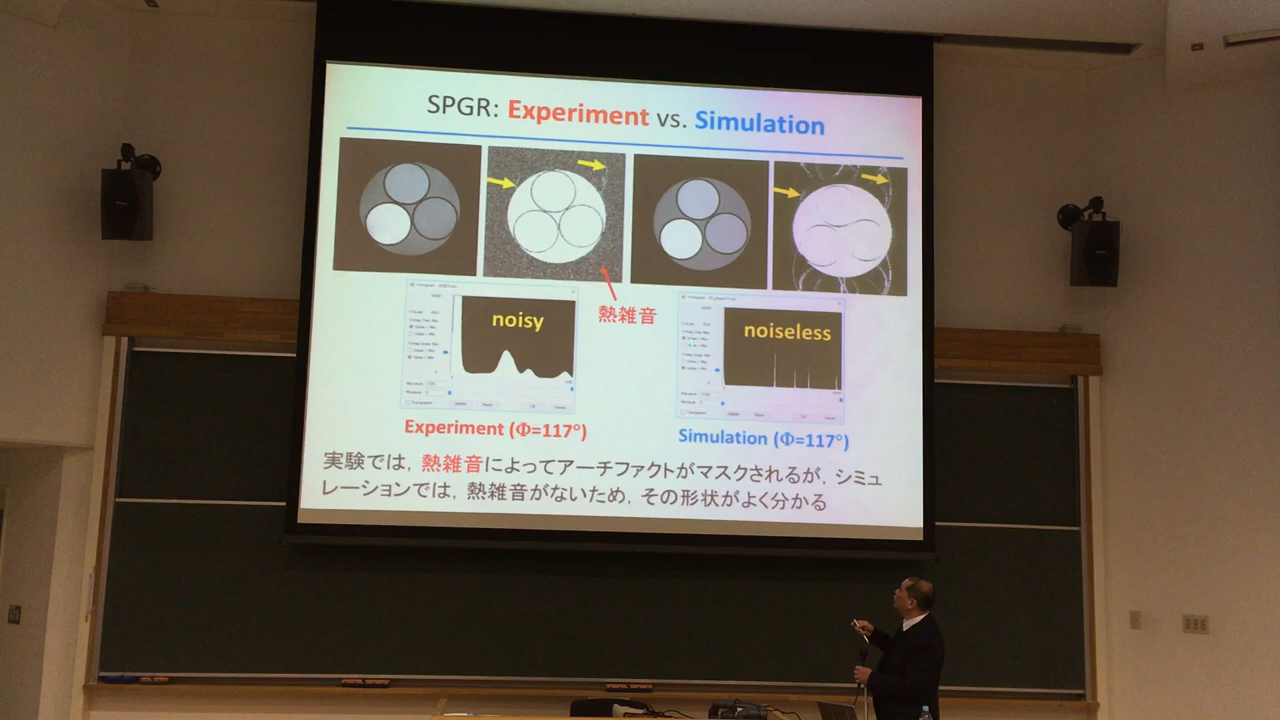 SPGR: Experiment vs. Simulation
熱雑音
noisy
noiseless
Experiment (Φ=117°)
Simulation (Φ=117°)
実験では，熱雑音によってアーチファクトがマスクされるが，シミュ
レーションでは，熱雑音がないため，その形状がよく分かる